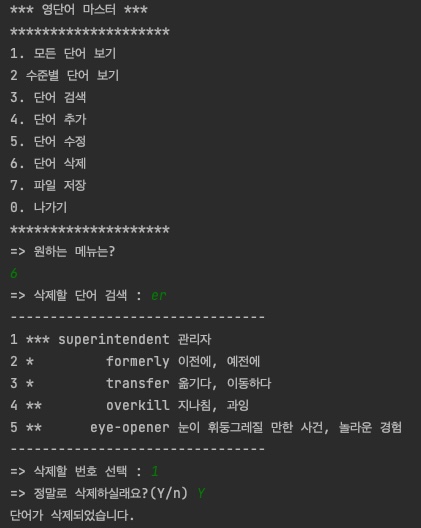 *** 영단어 마스터 ***
********************
1. 모든 단어 보기
2 수준별 단어 보기
3. 단어 검색
4. 단어 추가
5. 단어 수정
6. 단어 삭제
7. 파일 저장
0. 나가기
********************
=> 원하는 메뉴는?
6
=> 삭제할 단어 검색 : er
--------------------------------
1 *** superintendent 관리자
2 *         formerly 이전에, 예전에
3 *         transfer 옮기다, 이동하다
4 **        overkill 지나침, 과잉
5 **      eye-opener 눈이 휘둥그레질 만한 사건, 놀라운 경험
--------------------------------
=> 삭제할 번호 선택 : 1
=> 정말로 삭제하실래요?(Y/n) Y
단어가 삭제되었습니다.